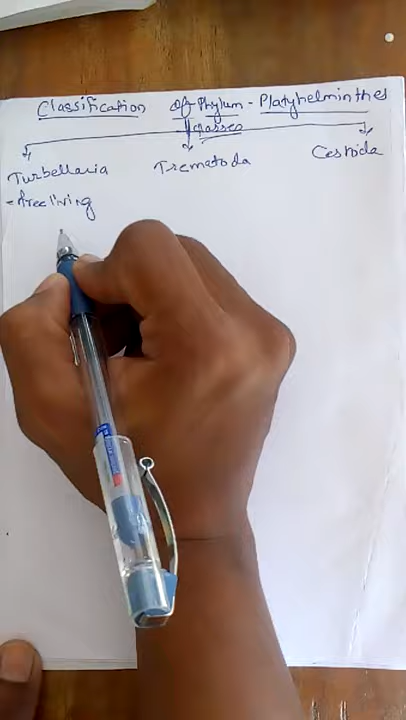 Classification of Phylum - Platyhelminthes
classes
Turbellaria Trematoda Cestoda
- free living